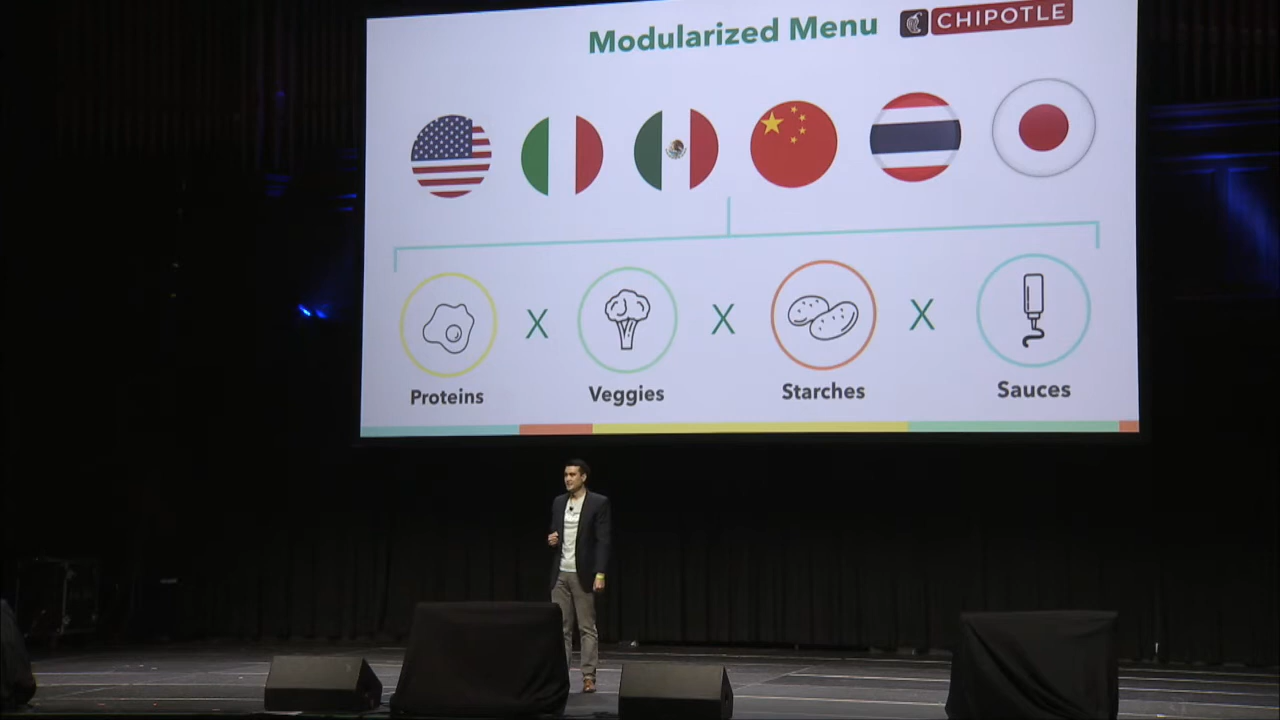 Modularized Menu
CHIPOTLE
X
X
X
Proteins
Veggies
Starches
Sauces